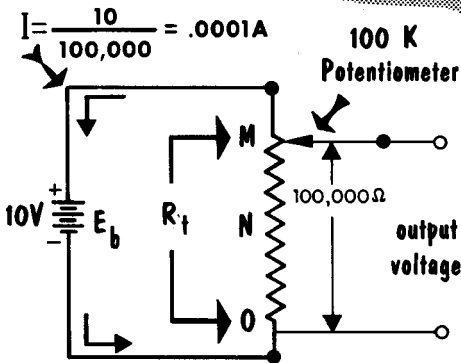 I = 10 / 100,000 = .0001A
100 K
Potentiometer
M
100,000Ω
+
10V
E_b
R_t
N
output
voltage
-
O